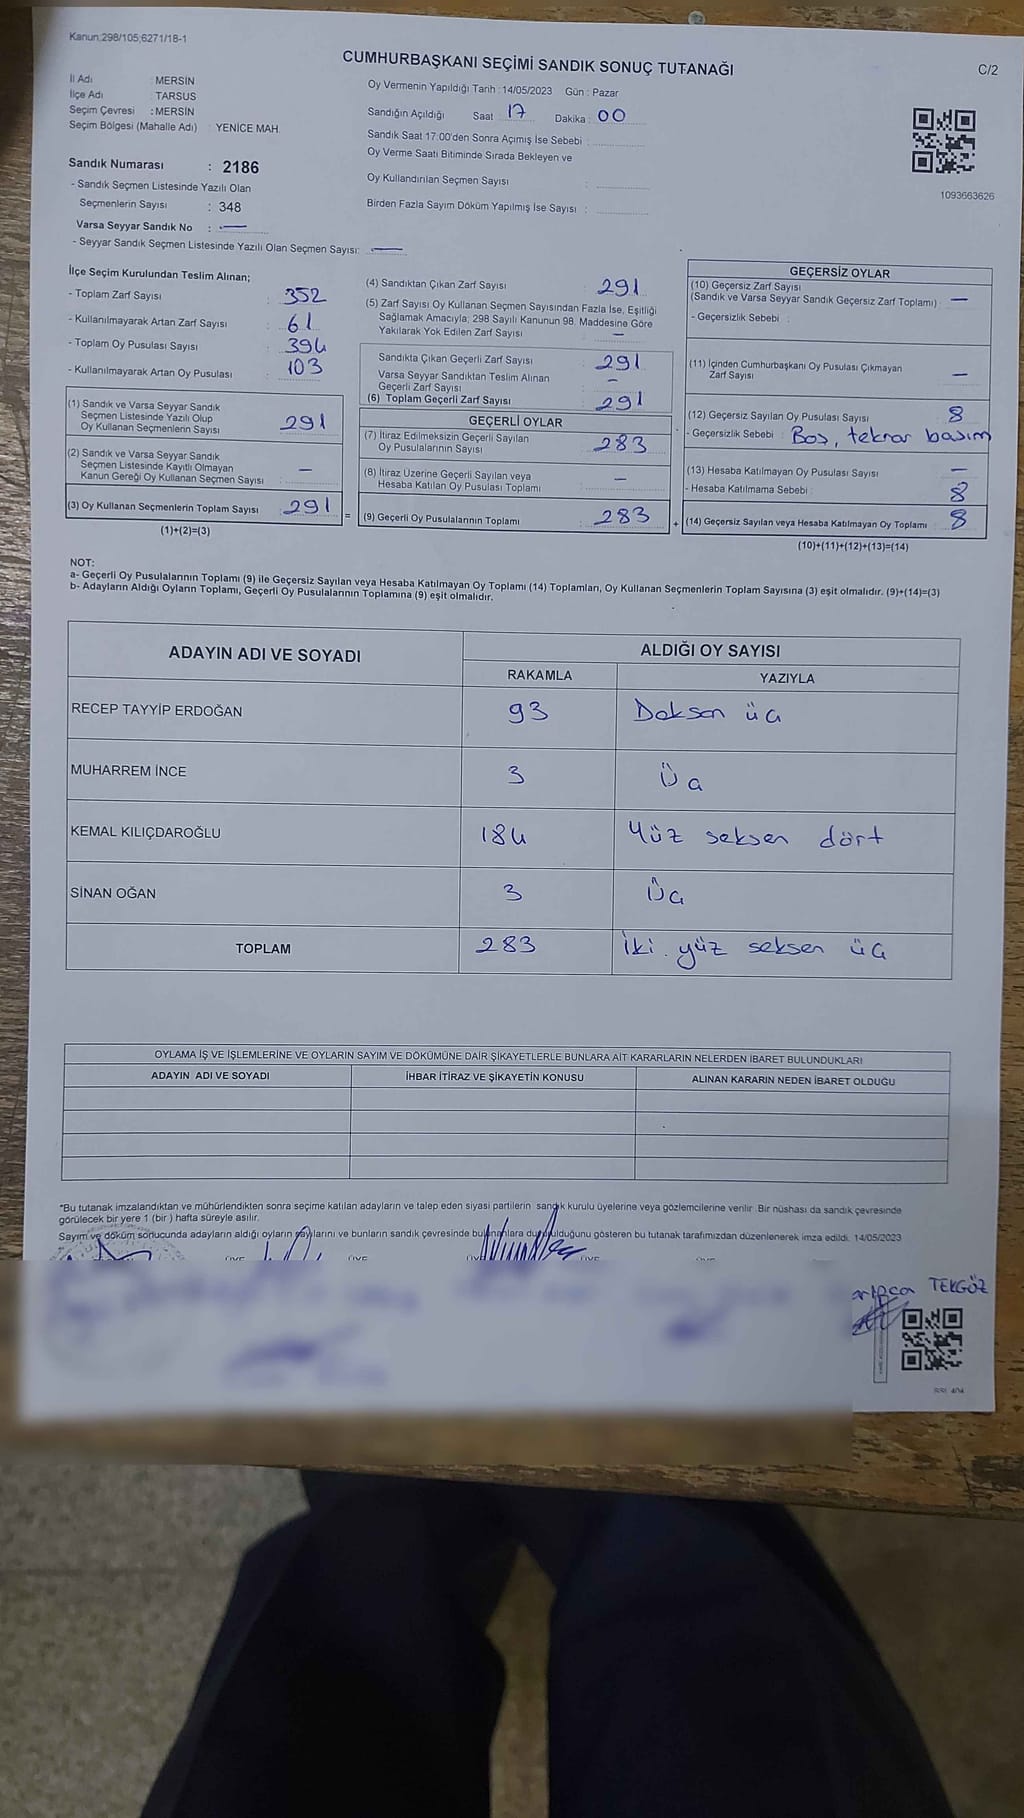 Kanun:298/105;6271/18-1
CUMHURBAŞKANI SEÇİMİ SANDIK SONUÇ TUTANAĞI
C/2
İl Adı : MERSİN
İlçe Adı : TARSUS
Seçim Çevresi : MERSİN
Seçim Bölgesi (Mahalle Adı) : YENİCE MAH.
Oy Vermenin Yapıldığı Tarih : 14/05/2023 Gün : Pazar
Sandığın Açıldığı Saat 17 Dakika : 00
Sandık Saat 17:00'den Sonra Açımış İse Sebebi :
Oy Verme Saati Bitiminde Sırada Bekleyen ve
Oy Kullandırılan Seçmen Sayısı :
Birden Fazla Sayım Döküm Yapılmış İse Sayısı :
1093663626
Sandık Numarası : 2186
- Sandık Seçmen Listesinde Yazılı Olan
Seçmenlerin Sayısı : 348
Varsa Seyyar Sandık No : —
- Seyyar Sandık Seçmen Listesinde Yazılı Olan Seçmen Sayısı: —
İlçe Seçim Kurulundan Teslim Alınan;
- Toplam Zarf Sayısı : 352
- Kullanılmayarak Artan Zarf Sayısı : 61
- Toplam Oy Pusulası Sayısı : 394
- Kullanılmayarak Artan Oy Pusulası : 103
(1) Sandık ve Varsa Seyyar Sandık
Seçmen Listesinde Yazılı Olup
Oy Kullanan Seçmenlerin Sayısı : 291
(2) Sandık ve Varsa Seyyar Sandık
Seçmen Listesinde Kayıtlı Olmayan
Kanun Gereği Oy Kullanan Seçmen Sayısı : —
(3) Oy Kullanan Seçmenlerin Toplam Sayısı : 291
(1)+(2)=(3)
(4) Sandıktan Çıkan Zarf Sayısı : 291
(5) Zarf Sayısı Oy Kullanan Seçmen Sayısından Fazla İse, Eşitliği
Sağlamak Amacıyla, 298 Sayılı Kanunun 98. Maddesine Göre
Yakılarak Yok Edilen Zarf Sayısı : —
Sandıkta Çıkan Geçerli Zarf Sayısı : 291
Varsa Seyyar Sandıktan Teslim Alınan
Geçerli Zarf Sayısı : —
(6) Toplam Geçerli Zarf Sayısı : 291
GEÇERLİ OYLAR
(7) İtiraz Edilmeksizin Geçerli Sayılan
Oy Pusulalarının Sayısı : 283
(8) İtiraz Üzerine Geçerli Sayılan veya
Hesaba Katılan Oy Pusulası Toplamı : —
= (9) Geçerli Oy Pusulalarının Toplamı : 283 +
GEÇERSİZ OYLAR
(10) Geçersiz Zarf Sayısı
(Sandık ve Varsa Seyyar Sandık Geçersiz Zarf Toplamı) : —
- Geçersizlik Sebebi :
(11) İçinden Cumhurbaşkanı Oy Pusulası Çıkmayan
Zarf Sayısı : —
(12) Geçersiz Sayılan Oy Pusulası Sayısı : 8
- Geçersizlik Sebebi : Boş, tekrar basım
(13) Hesaba Katılmayan Oy Pusulası Sayısı : —
- Hesaba Katılmama Sebebi : 8
(14) Geçersiz Sayılan veya Hesaba Katılmayan Oy Toplamı : 8
(10)+(11)+(12)+(13)=(14)
NOT:
a- Geçerli Oy Pusulalarının Toplamı (9) ile Geçersiz Sayılan veya Hesaba Katılmayan Oy Toplamı (14) Toplamları, Oy Kullanan Seçmenlerin Toplam Sayısına (3) eşit olmalıdır. (9)+(14)=(3)
b- Adayların Aldığı Oyların Toplamı, Geçerli Oy Pusulalarının Toplamına (9) eşit olmalıdır.
ADAYIN ADI VE SOYADI
ALDIĞI OY SAYISI
RAKAMLA YAZIYLA
RECEP TAYYİP ERDOĞAN 93 Doksan üç
MUHARREM İNCE 3 Üç
KEMAL KILIÇDAROĞLU 184 Yüz seksen dört
SİNAN OĞAN 3 Üç
TOPLAM 283 İki yüz seksen üç
OYLAMA İŞ VE İŞLEMLERİNE VE OYLARIN SAYIM VE DÖKÜMÜNE DAİR ŞİKAYETLERLE BUNLARA AİT KARARLARIN NELERDEN İBARET BULUNDUKLARI
ADAYIN ADI VE SOYADI İHBAR İTİRAZ VE ŞİKAYETİN KONUSU ALINAN KARARIN NEDEN İBARET OLDUĞU
*Bu tutanak imzalandıktan ve mühürlendikten sonra seçime katılan adayların ve talep eden siyasi partilerin sandık kurulu üyelerine veya gözlemcilerine verilir. Bir nüshası da sandık çevresinde
görülecek bir yere 1 (bir) hafta süreyle asılır.
Sayım ve döküm sonucunda adayların aldığı oyların sayılarını ve bunların sandık çevresinde bulunanlara duyurulduğunu gösteren bu tutanak tarafımızdan düzenlenerek imza edildi. 14/05/2023
ÜYE ÜYE ÜYE ÜYE
TEKGÖZ